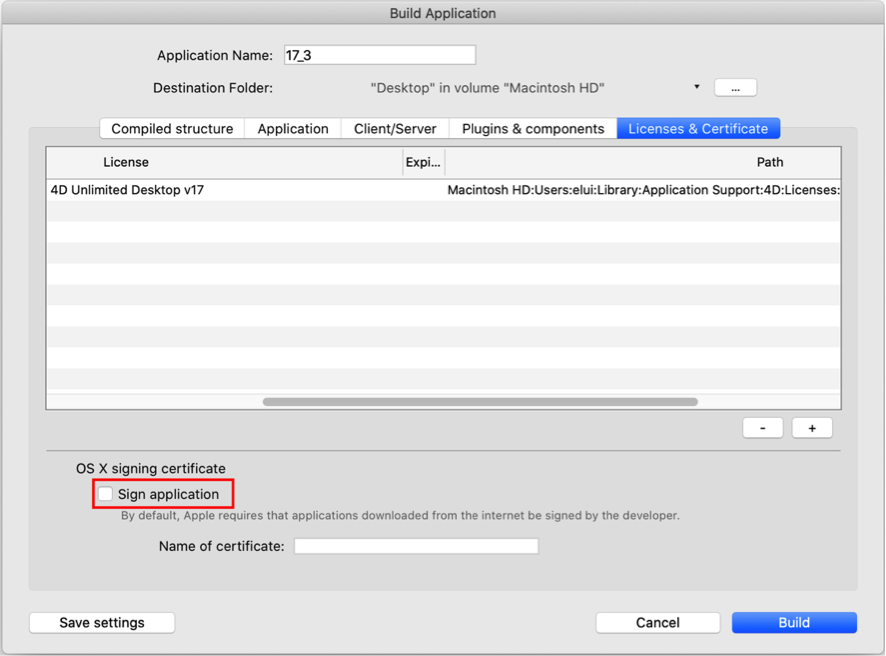 Build Application
Application Name: 17_3
Destination Folder: "Desktop" in volume "Macintosh HD" ...
Compiled structure Application Client/Server Plugins & components Licenses & Certificate
License Expi... Path
4D Unlimited Desktop v17 Macintosh HD:Users:elui:Library:Application Support:4D:Licenses:
- +
OS X signing certificate
Sign application
By default, Apple requires that applications downloaded from the internet be signed by the developer.
Name of certificate:
Save settings Cancel Build